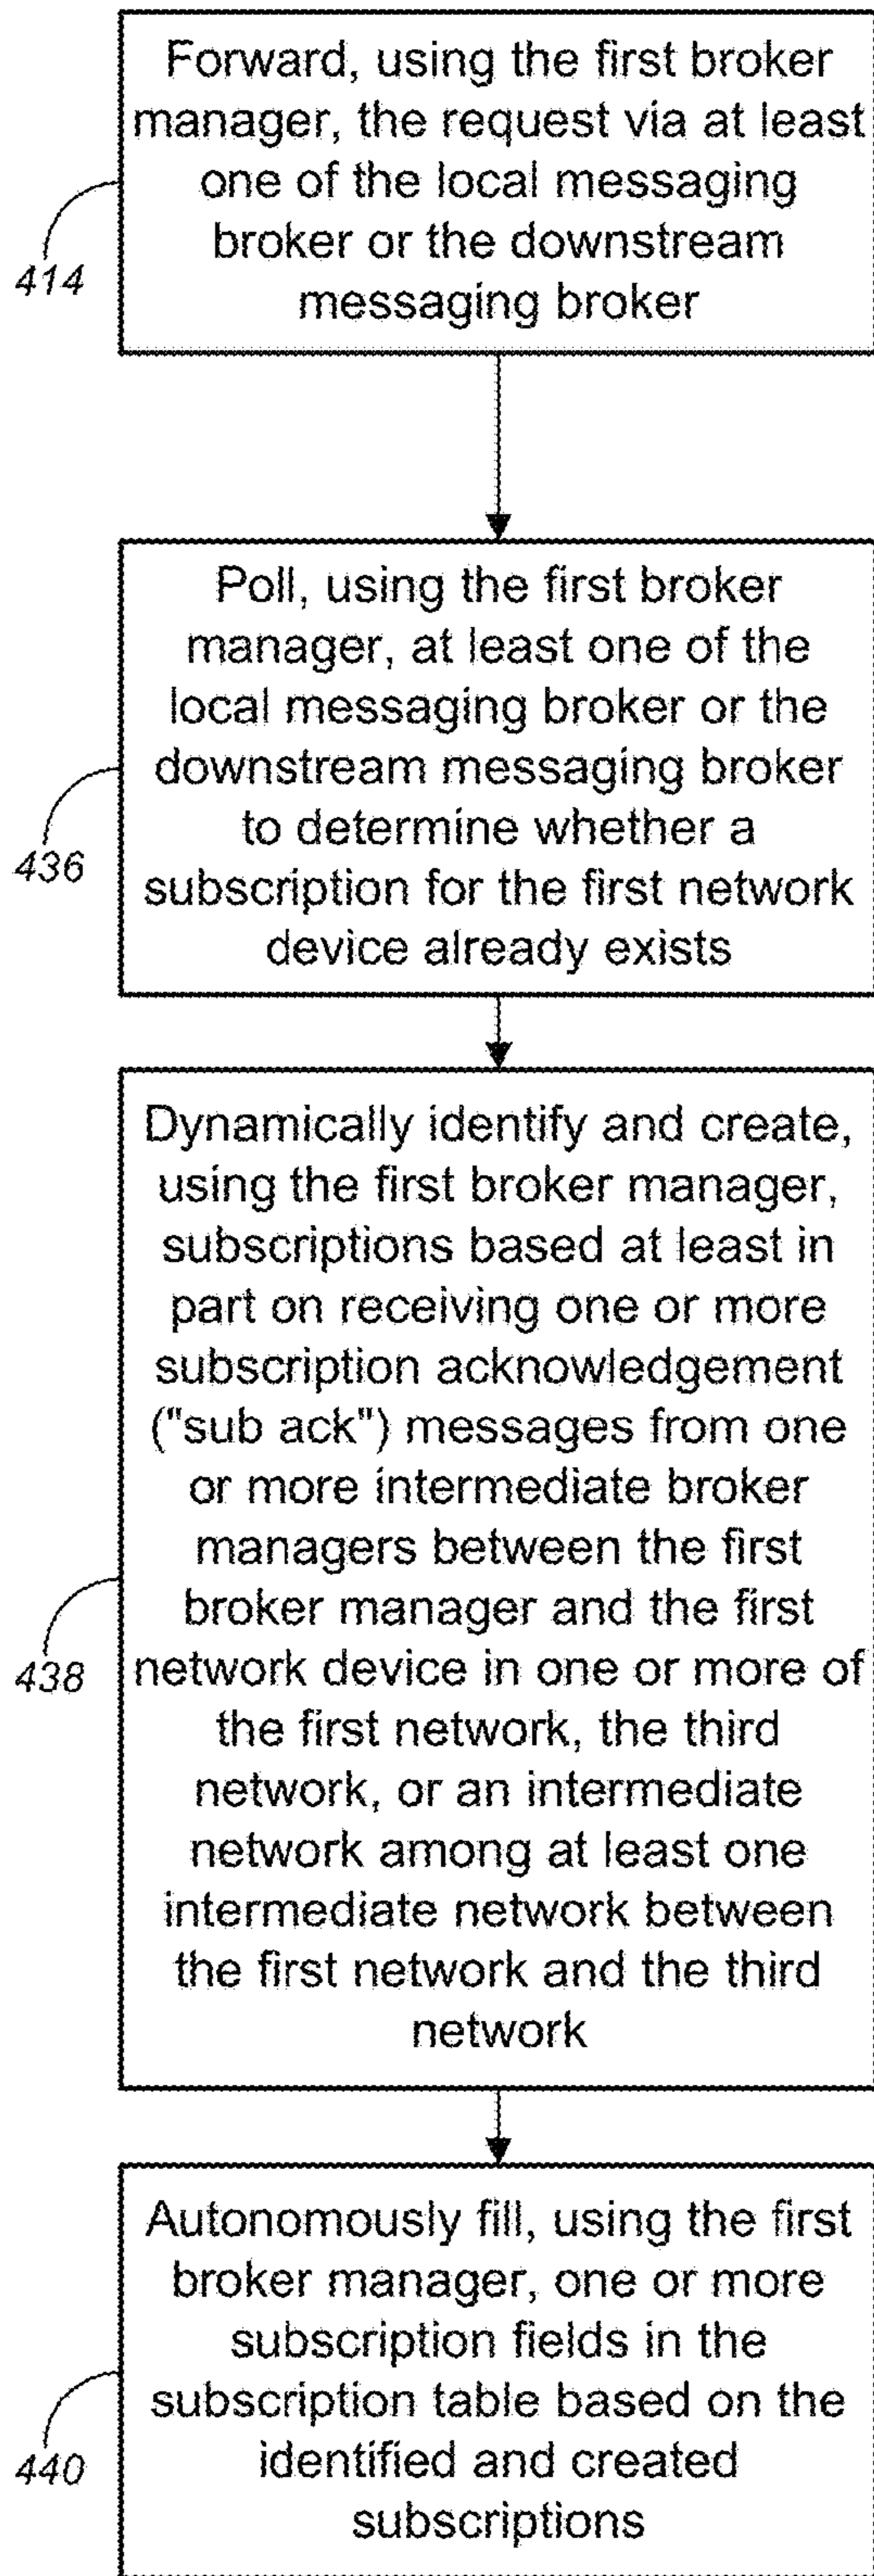 Forward, using the first broker
manager, the request via at least
one of the local messaging
broker or the downstream
messaging broker
414
Poll, using the first broker
manager, at least one of the
local messaging broker or the
downstream messaging broker
to determine whether a
subscription for the first network
device already exists
436
Dynamically identify and create,
using the first broker manager,
subscriptions based at least in
part on receiving one or more
subscription acknowledgement
("sub ack") messages from one
or more intermediate broker
managers between the first
broker manager and the first
network device in one or more of
the first network, the third
network, or an intermediate
network among at least one
intermediate network between
the first network and the third
network
438
Autonomously fill, using the first
broker manager, one or more
subscription fields in the
subscription table based on the
identified and created
subscriptions
440